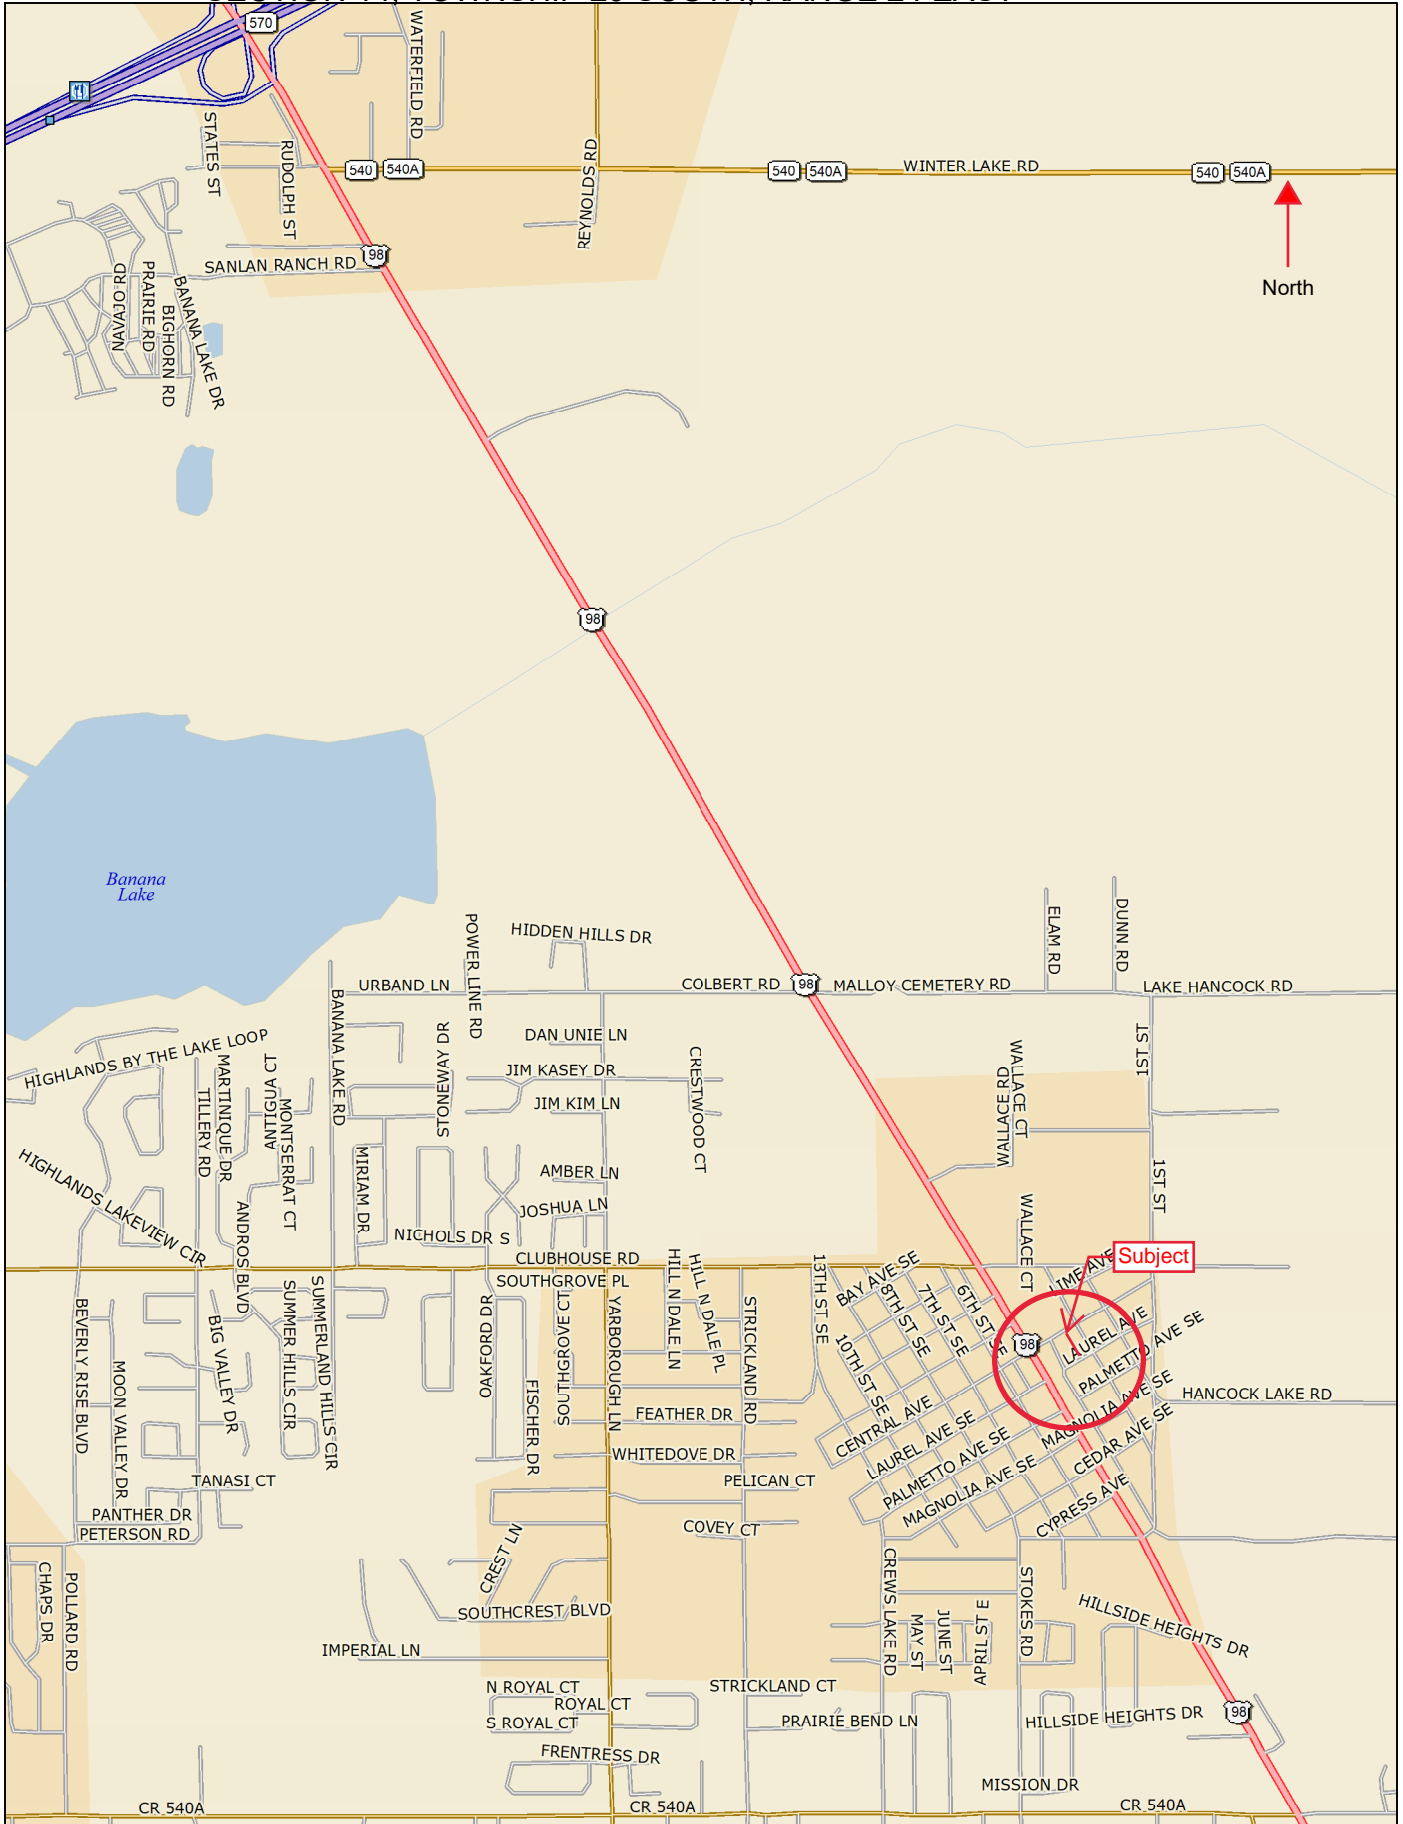 570
WATERFIELD RD
STATES ST
RUDOLPH ST
REYNOLDS RD
540
540A
540
540A
WINTER LAKE RD
540
540A
North
98
SANLAN RANCH RD
NAVAJO RD
PRAIRIE RD
BIGHORN RD
BANANA LAKE DR
98
Banana
Lake
POWER LINE RD
HIDDEN HILLS DR
ELAM RD
DUNN RD
URBAND LN
COLBERT RD
98
MALLOY CEMETERY RD
LAKE HANCOCK RD
BANANA LAKE RD
STONEWAY DR
DAN UNIE LN
1ST ST
HIGHLANDS BY THE LAKE LOOP
MARTINIQUE DR
TILLERY RD
ANTIGUA CT
MONTSERRAT CT
JIM KASEY DR
CRESTWOOD CT
WALLACE RD
WALLACE CT
JIM KIM LN
HIGHLANDS LAKEVIEW CIR
MIRIAM DR
AMBER LN
1ST ST
JOSHUA LN
ANDROS BLVD
NICHOLS DR S
WALLACE CT
CLUBHOUSE RD
SOUTHGROVE PL
HILL N DALE LN
HILL N DALE PL
13TH ST SE
BAY AVE SE
LIME AVE
Subject
BEVERLY RISE BLVD
MOON VALLEY DR
BIG VALLEY DR
SUMMER HILLS CIR
SUMMERLAND HILLS CIR
OAKFORD DR
FISCHER DR
SOUTHGROVE CT
YARBOROUGH LN
STRICKLAND RD
10TH ST SE
8TH ST SE
7TH ST SE
6TH ST SE
98
LAUREL AVE
PALMETTO AVE SE
MAGNOLIA AVE SE
CEDAR AVE SE
HANCOCK LAKE RD
FEATHER DR
CENTRAL AVE
LAUREL AVE SE
WHITEDOVE DR
PALMETTO AVE SE
PELICAN CT
MAGNOLIA AVE SE
CYPRESS AVE
TANASI CT
PANTHER DR
PETERSON RD
COVEY CT
CREST LN
CHAPS DR
POLLARD RD
CREWS LAKE RD
MAY ST
JUNE ST
APRIL ST E
STOKES RD
HILLSIDE HEIGHTS DR
SOUTHCREST BLVD
IMPERIAL LN
N ROYAL CT
ROYAL CT
S ROYAL CT
STRICKLAND CT
PRAIRIE BEND LN
HILLSIDE HEIGHTS DR
98
FRENTRESS DR
MISSION DR
CR 540A
CR 540A
CR 540A